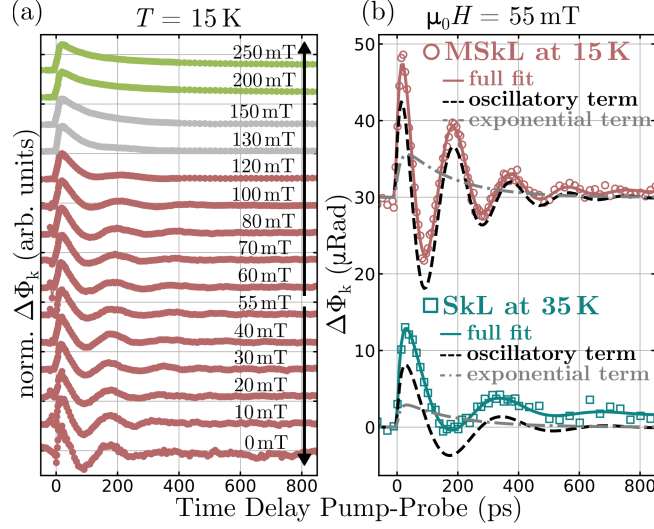 (a)
T = 15 K
250 mT
200 mT
150 mT
130 mT
120 mT
100 mT
80 mT
70 mT
60 mT
55 mT
40 mT
30 mT
20 mT
10 mT
0 mT
norm. ΔΦk (arb. units)
0 200 400 600 800
(b)
μ0H = 55 mT
MSkL at 15 K
full fit
oscillatory term
exponential term
SkL at 35 K
full fit
oscillatory term
exponential term
50
40
30
20
10
0
ΔΦk (μRad)
0 200 400 600 800
Time Delay Pump-Probe (ps)